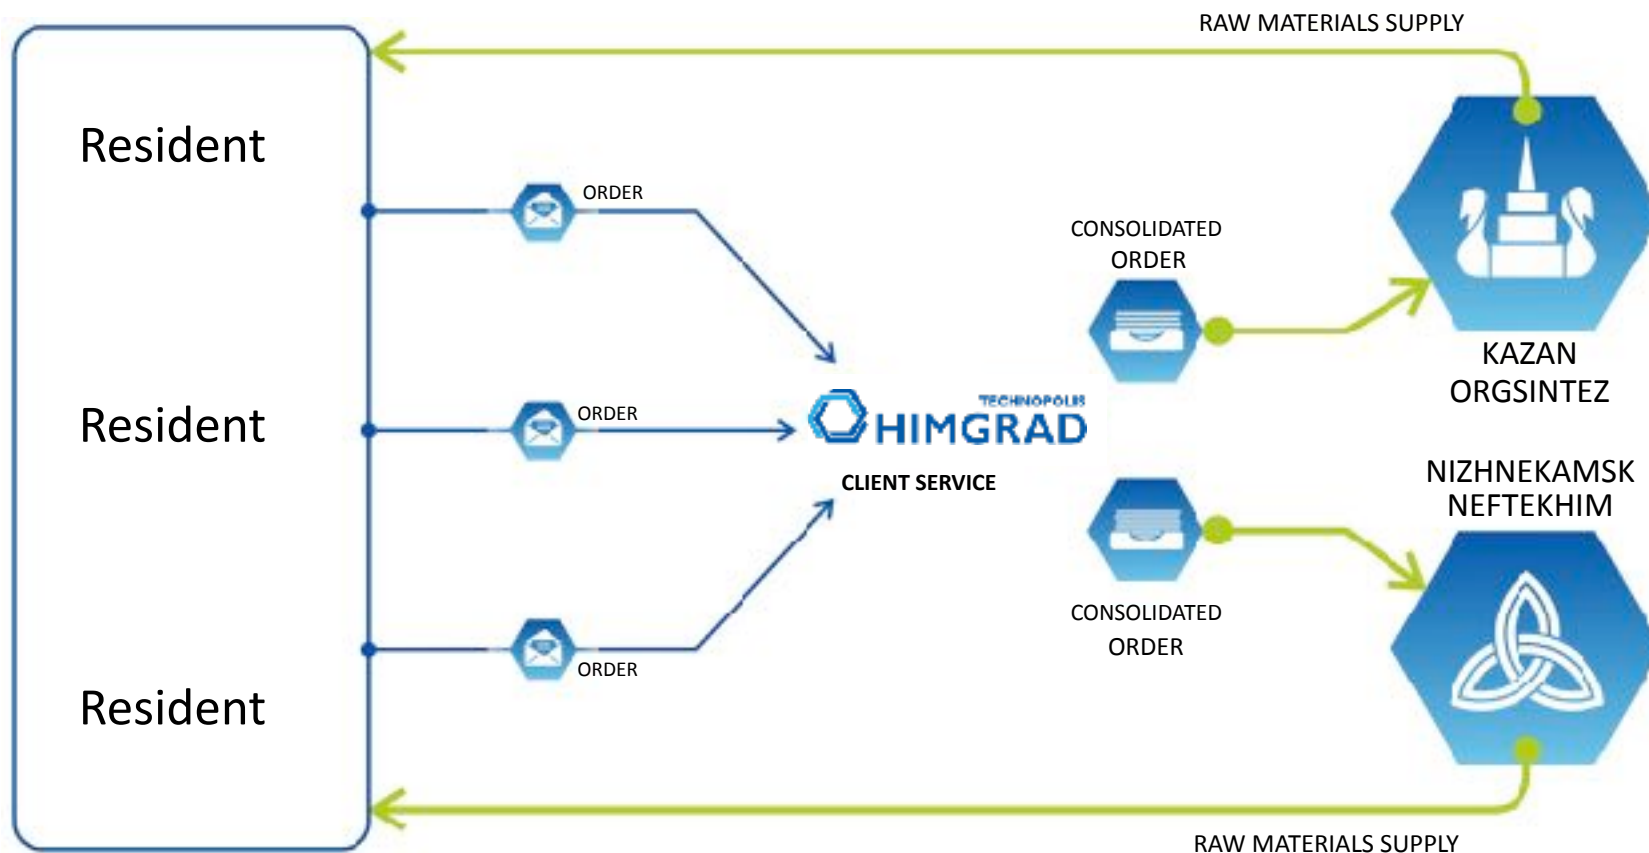 RAW MATERIALS SUPPLY
Resident
ORDER
CONSOLIDATED
ORDER
KAZAN
ORGSINTEZ
Resident
ORDER
TECHNOPOLIS
HIMGRAD
CLIENT SERVICE
NIZHNEKAMSK
NEFTEKHIM
CONSOLIDATED
ORDER
ORDER
Resident
RAW MATERIALS SUPPLY